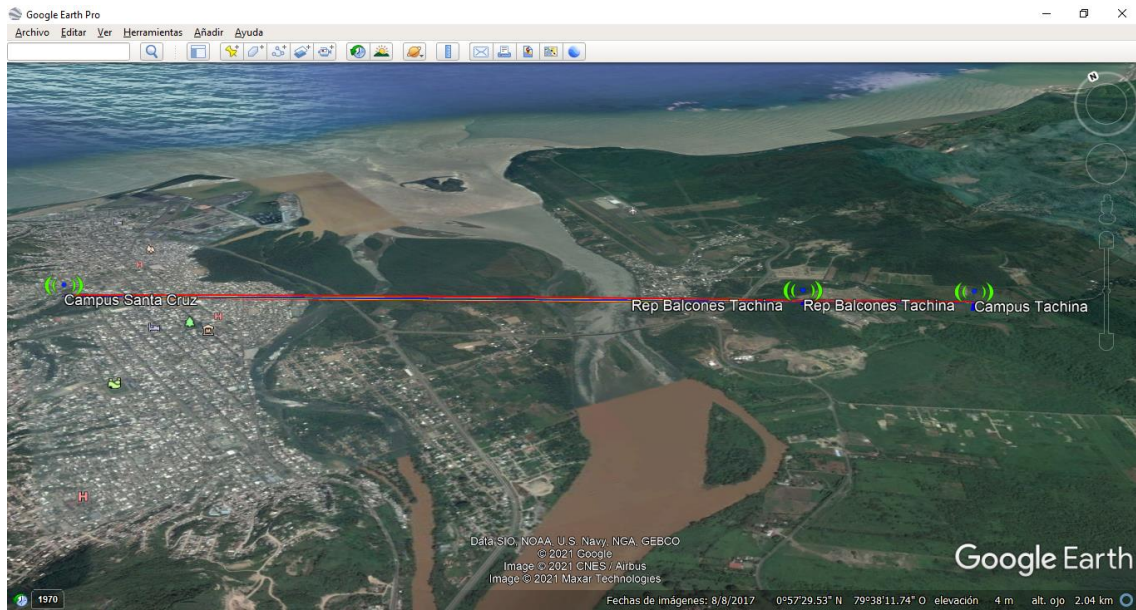 Google Earth Pro
Archivo Editar Ver Herramientas Añadir Ayuda
N
H
Campus Santa Cruz
Rep Balcones Tachina
Rep Balcones Tachina
Campus Tachina
H
H
Data SIO, NOAA, U.S. Navy, NGA, GEBCO
© 2021 Google
Image © 2021 CNES / Airbus
Image © 2021 Maxar Technologies
Google Earth
1970
Fechas de imágenes: 8/8/2017 0°57'29.53" N 79°38'11.74" O elevación 4 m alt. ojo 2.04 km